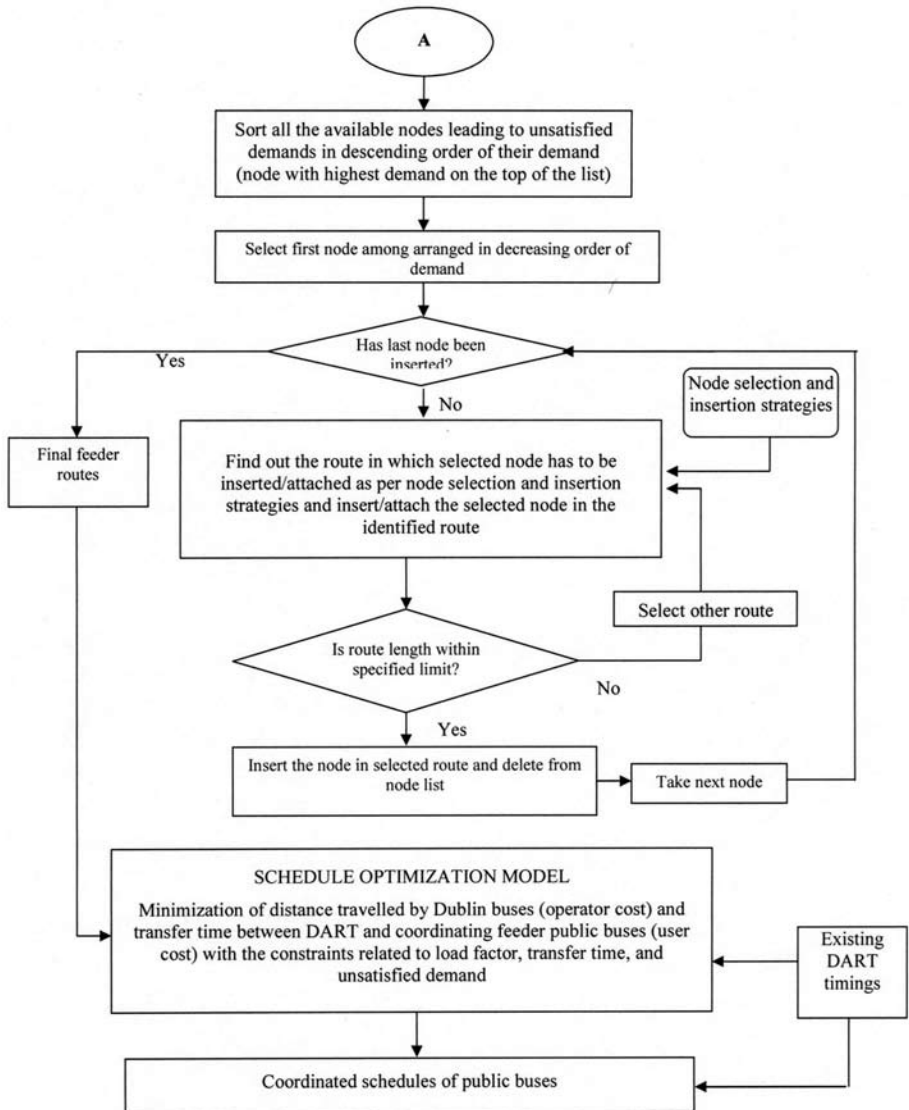 A
Sort all the available nodes leading to unsatisfied
demands in descending order of their demand
(node with highest demand on the top of the list)
Select first node among arranged in decreasing order of
demand
Has last node been
inserted?
Yes
No
Node selection and
insertion strategies
Final feeder
routes
Find out the route in which selected node has to be
inserted/attached as per node selection and insertion
strategies and insert/attach the selected node in the
identified route
Select other route
Is route length within
specified limit?
No
Yes
Insert the node in selected route and delete from
node list
Take next node
SCHEDULE OPTIMIZATION MODEL
Minimization of distance travelled by Dublin buses (operator cost) and
transfer time between DART and coordinating feeder public buses (user
cost) with the constraints related to load factor, transfer time, and
unsatisfied demand
Existing
DART
timings
Coordinated schedules of public buses